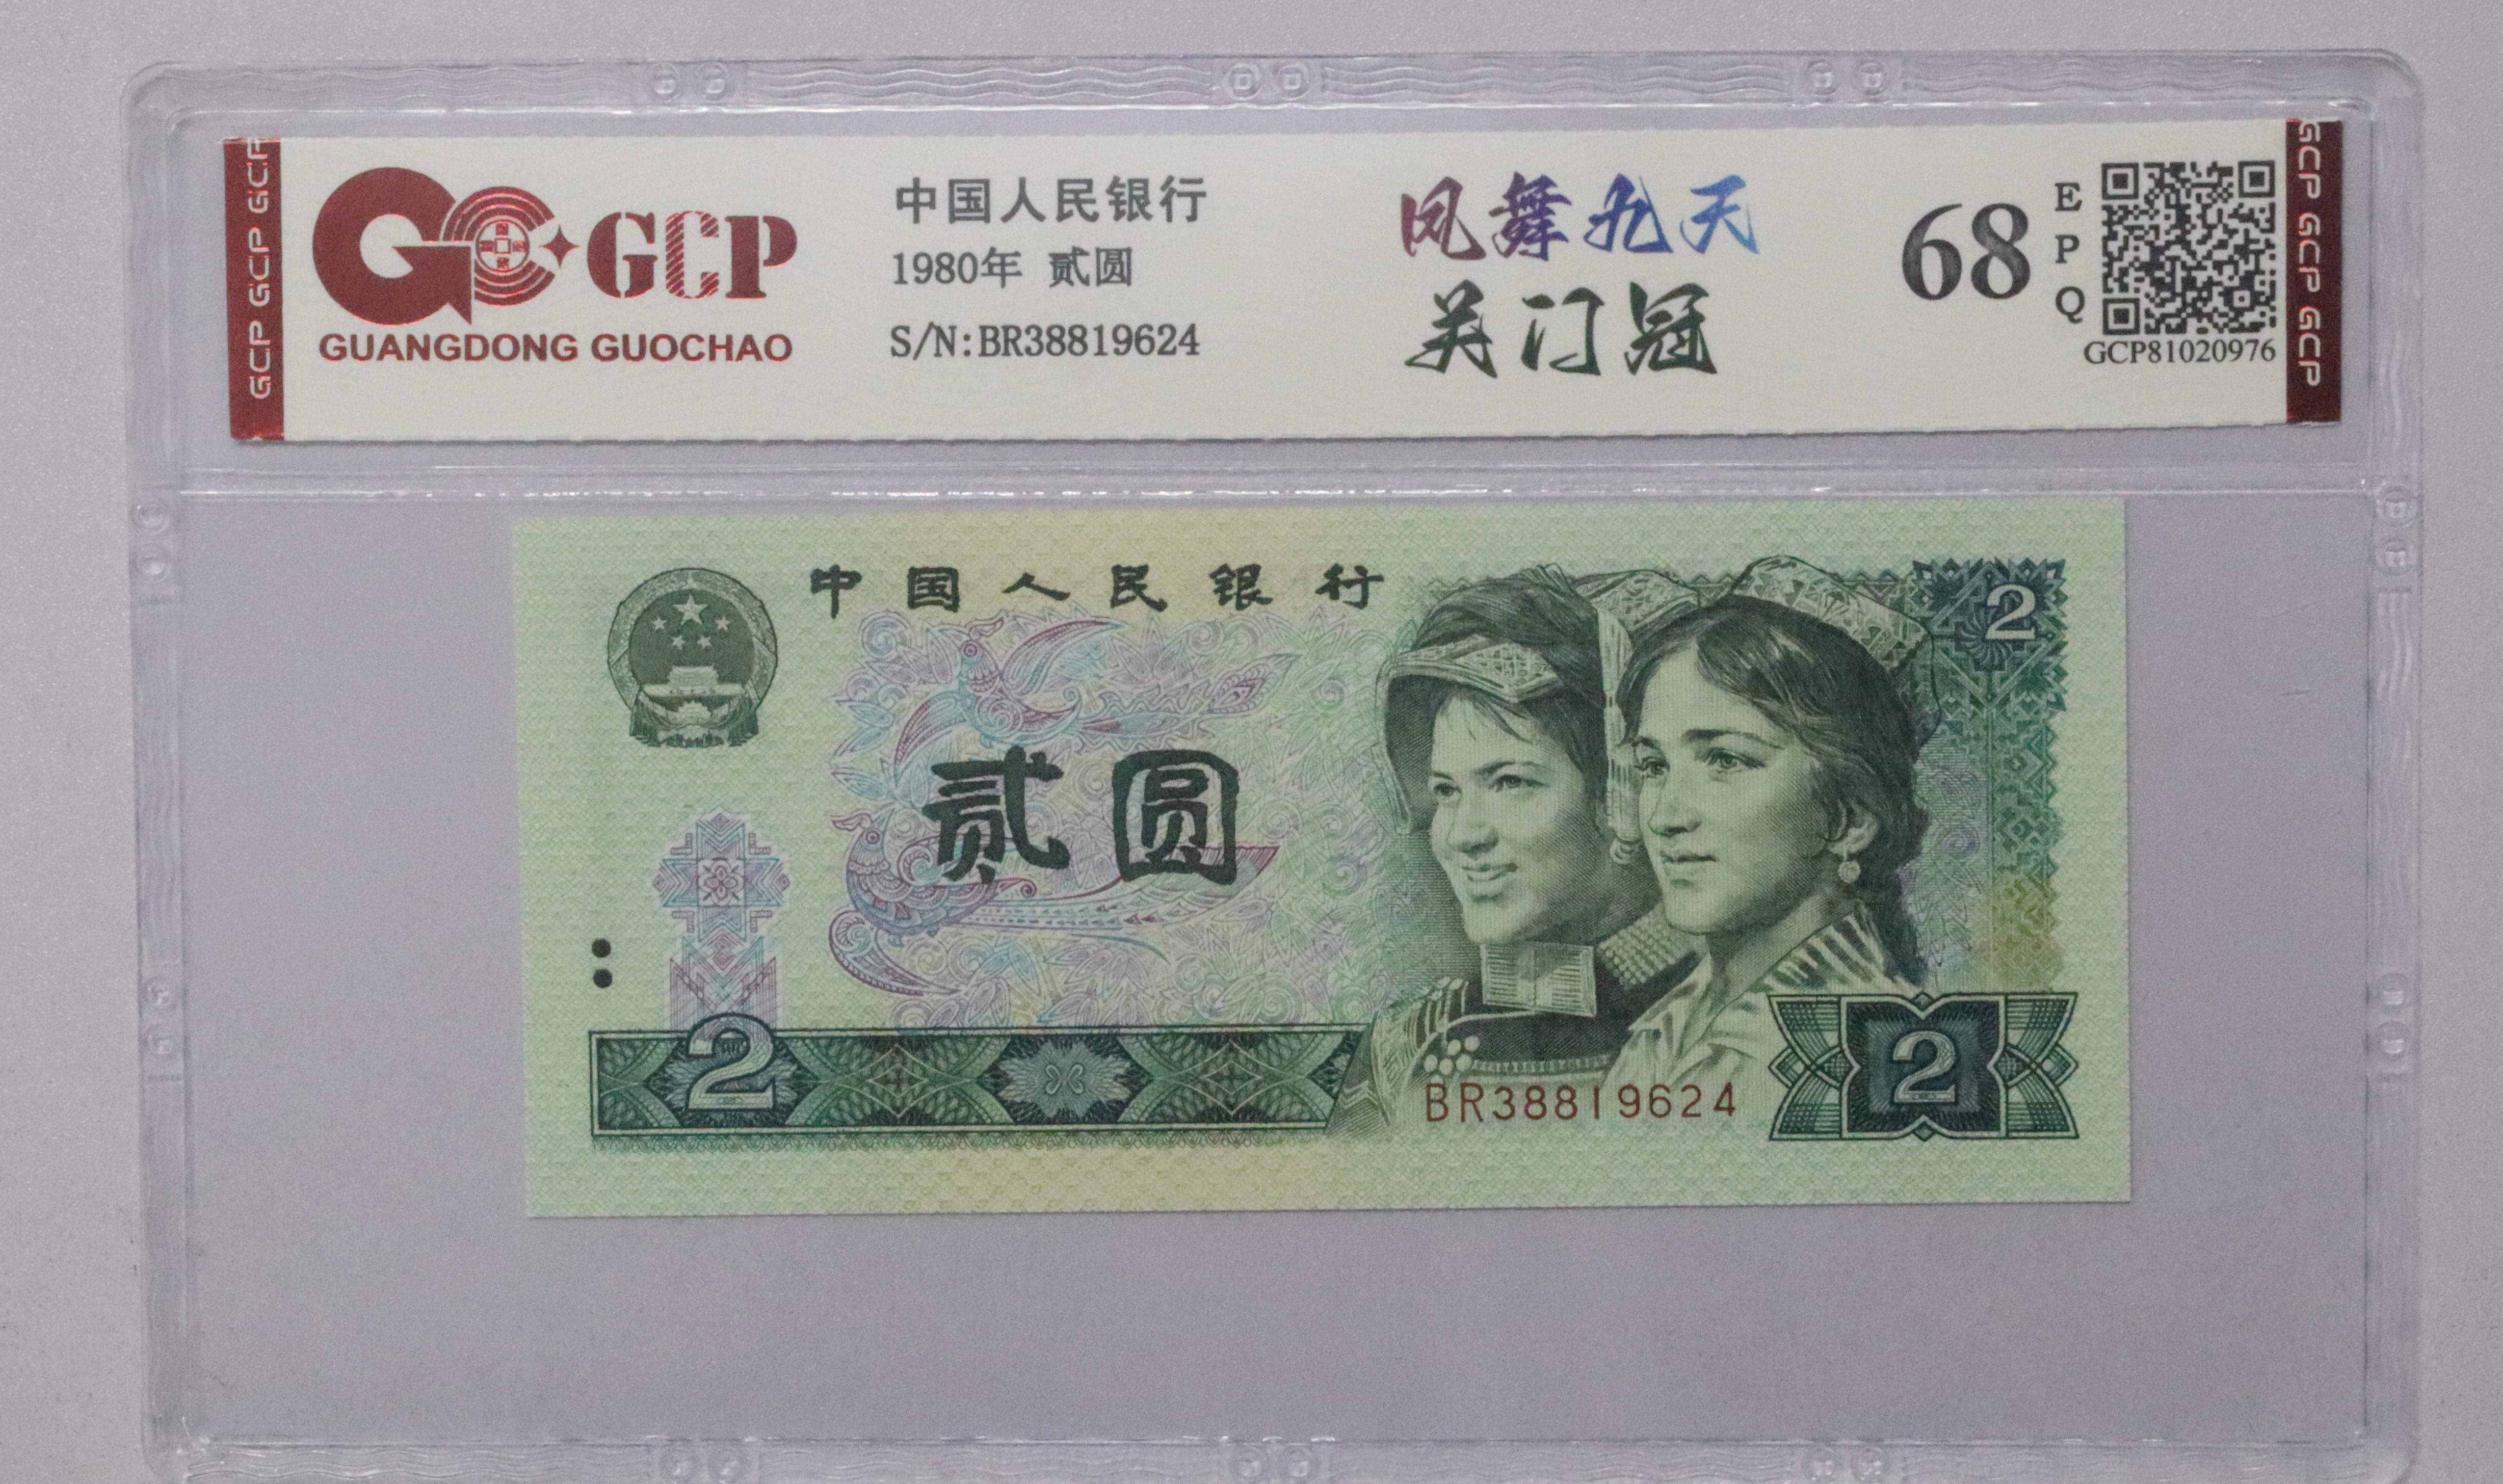 GCP GCP GCP
GCP
GUANGDONG GUOCHAO
中国人民银行
1980年 贰圆
S/N:BR38819624
凤舞九天
关门冠
68
E
P
Q
GCP81020976
GCP GCP GCP
中国人民银行
2
贰圆
2
BR38819624
2